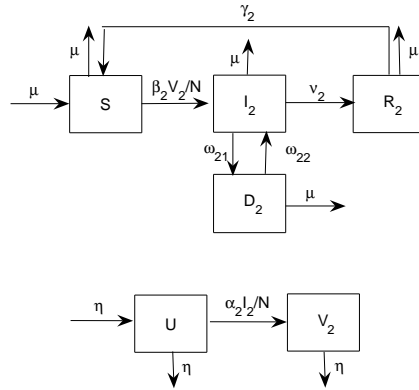 γ₂
μ μ μ
μ S β₂V₂/N I₂ ν₂ R₂
ω₂₁ ω₂₂
D₂ μ
η U α₂I₂/N V₂
η η